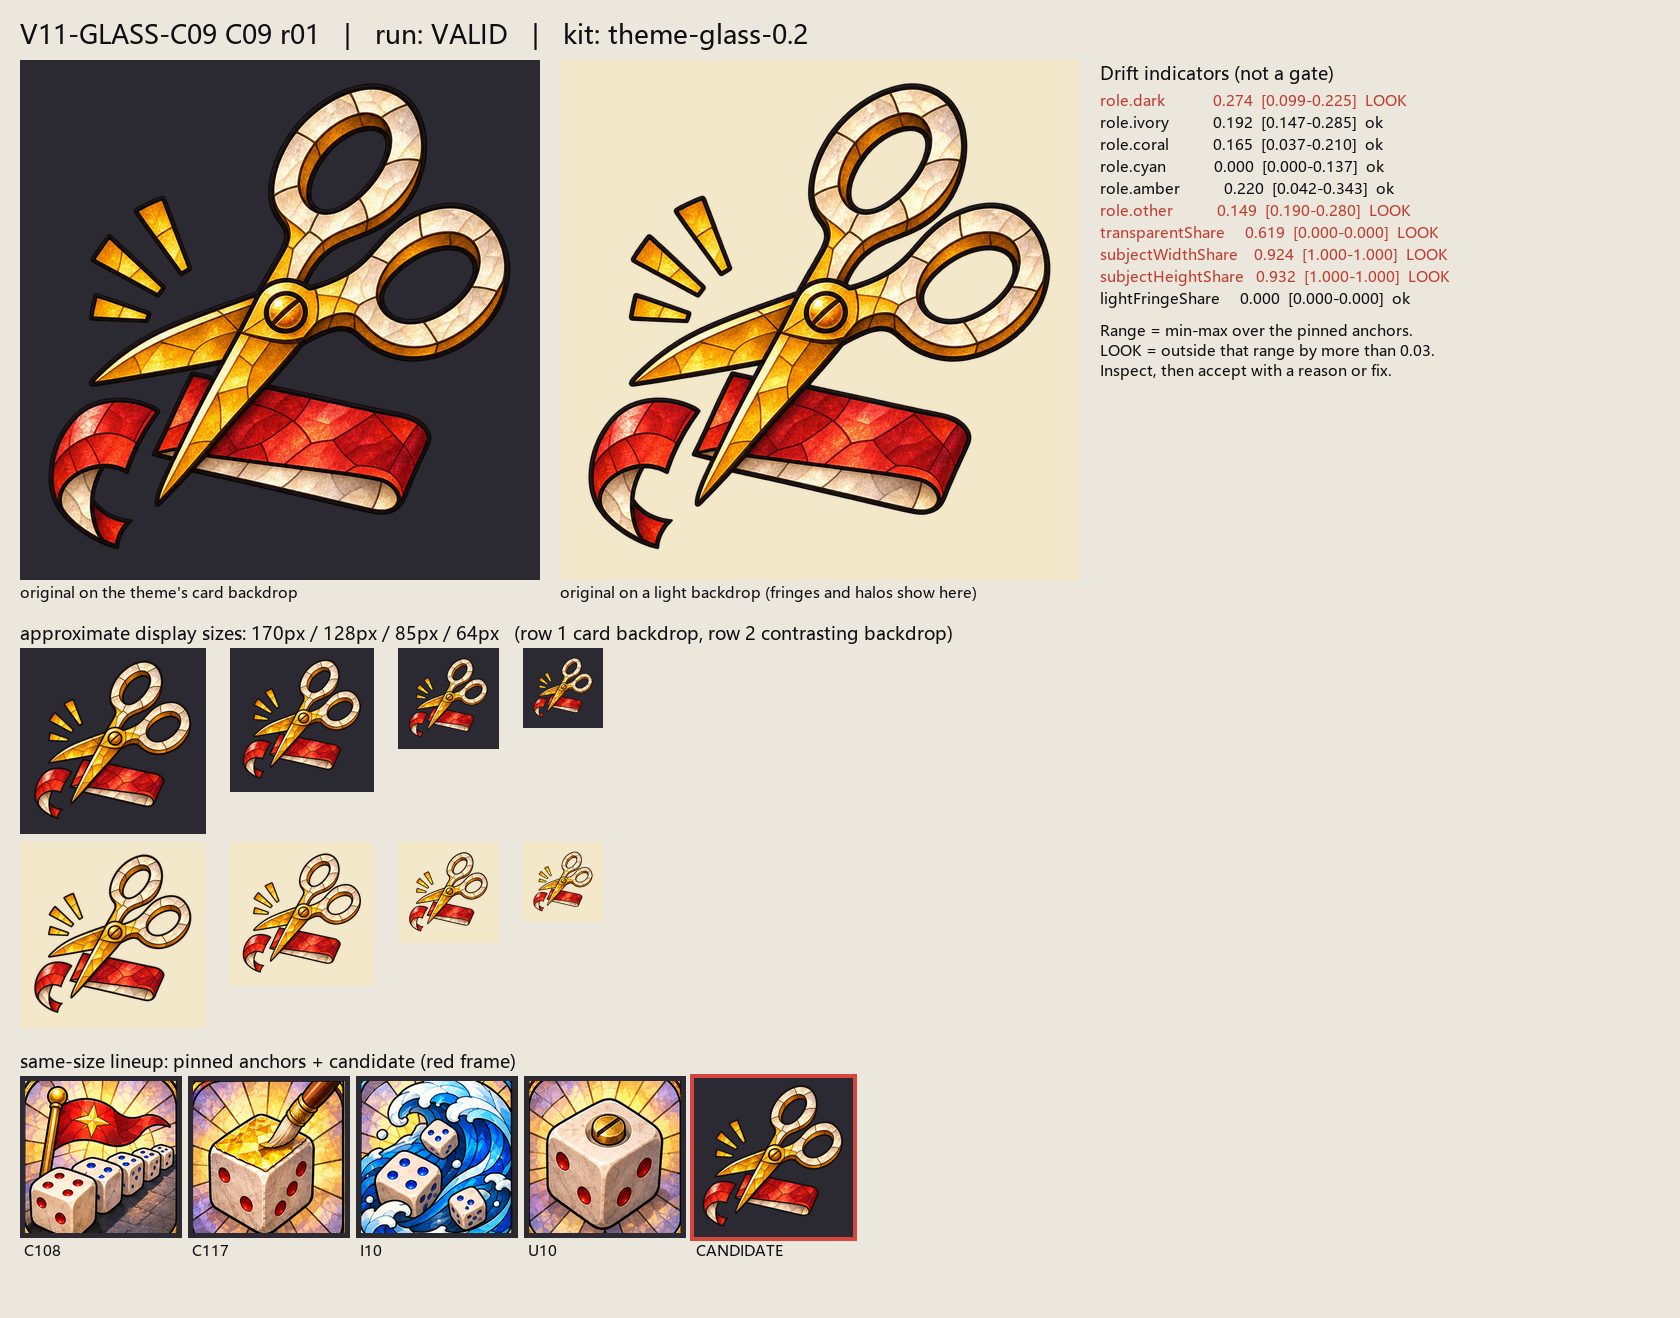 V11-GLASS-C09 C09 r01 | run: VALID | kit: theme-glass-0.2
Drift indicators (not a gate)
role.dark 0.274 [0.099-0.225] LOOK
role.ivory 0.192 [0.147-0.285] ok
role.coral 0.165 [0.037-0.210] ok
role.cyan 0.000 [0.000-0.137] ok
role.amber 0.220 [0.042-0.343] ok
role.other 0.149 [0.190-0.280] LOOK
transparentShare 0.619 [0.000-0.000] LOOK
subjectWidthShare 0.924 [1.000-1.000] LOOK
subjectHeightShare 0.932 [1.000-1.000] LOOK
lightFringeShare 0.000 [0.000-0.000] ok
Range = min-max over the pinned anchors.
LOOK = outside that range by more than 0.03.
Inspect, then accept with a reason or fix.
original on the theme's card backdrop
original on a light backdrop (fringes and halos show here)
approximate display sizes: 170px / 128px / 85px / 64px (row 1 card backdrop, row 2 contrasting backdrop)
same-size lineup: pinned anchors + candidate (red frame)
C108
C117
I10
U10
CANDIDATE